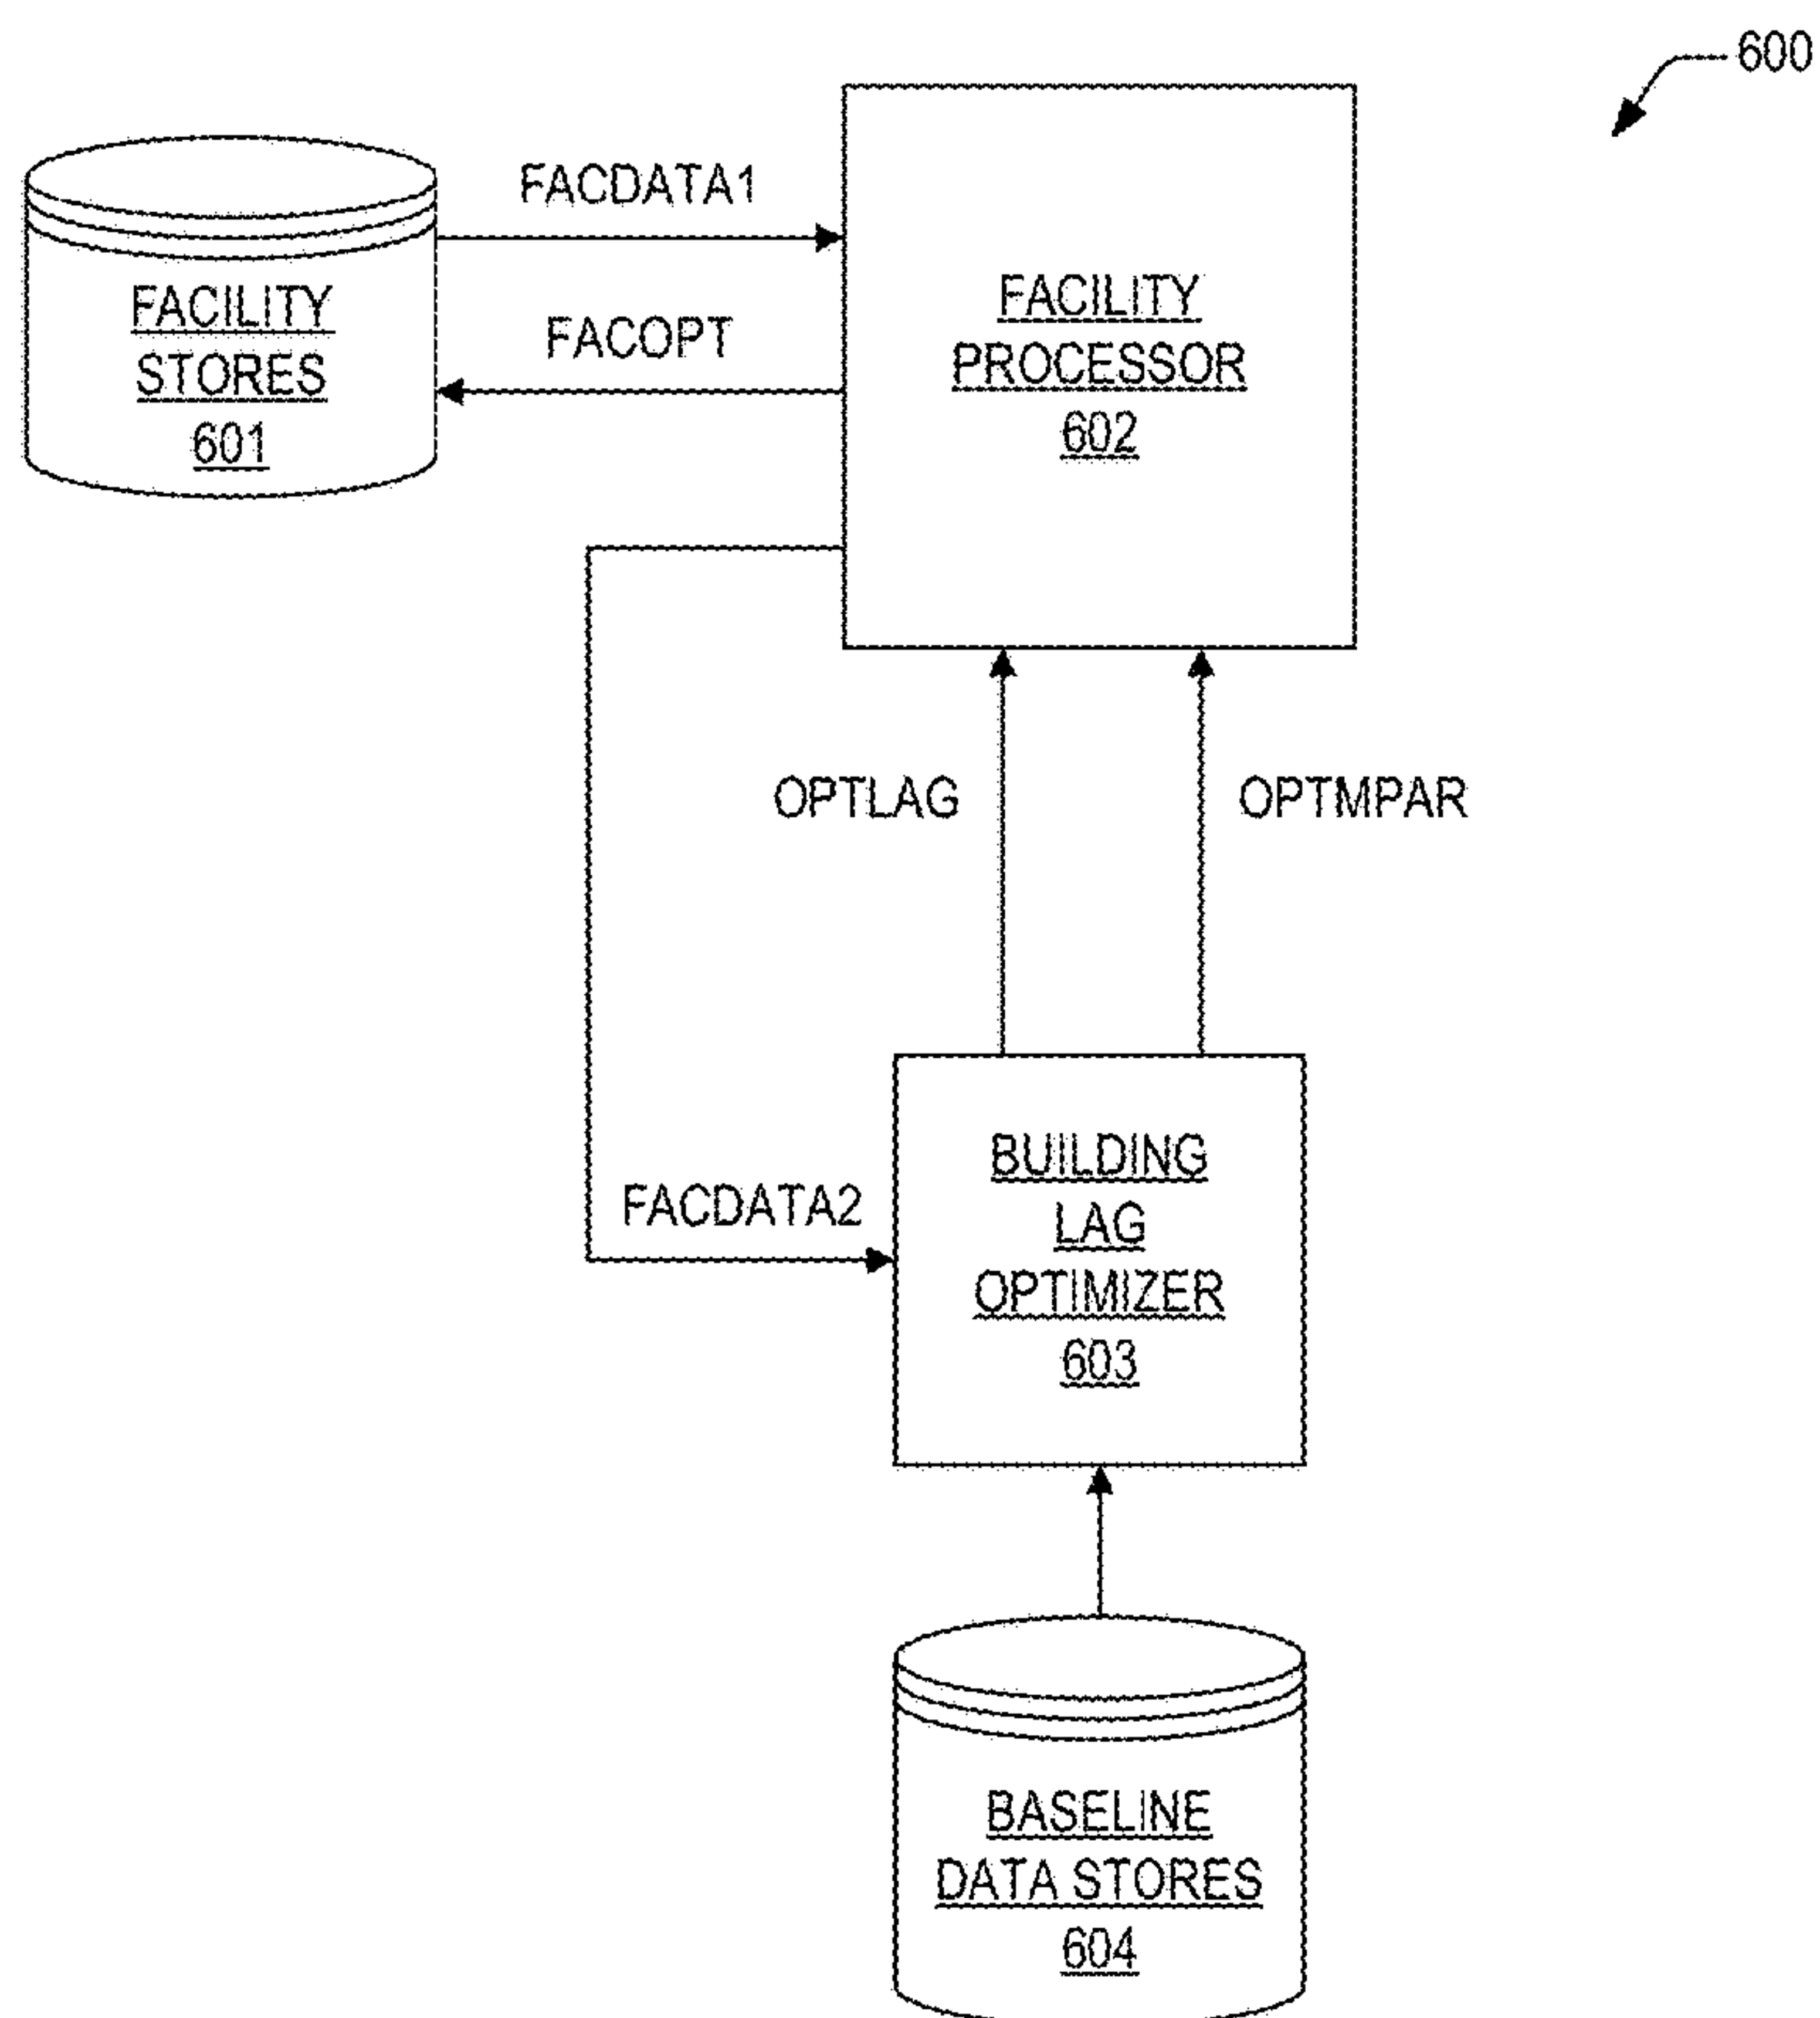 600
FACDATA1
FACILITY
STORES
601
FACOPT
FACILITY
PROCESSOR
602
OPTLAG
OPTMPAR
FACDATA2
BUILDING
LAG
OPTIMIZER
603
BASELINE
DATA STORES
604